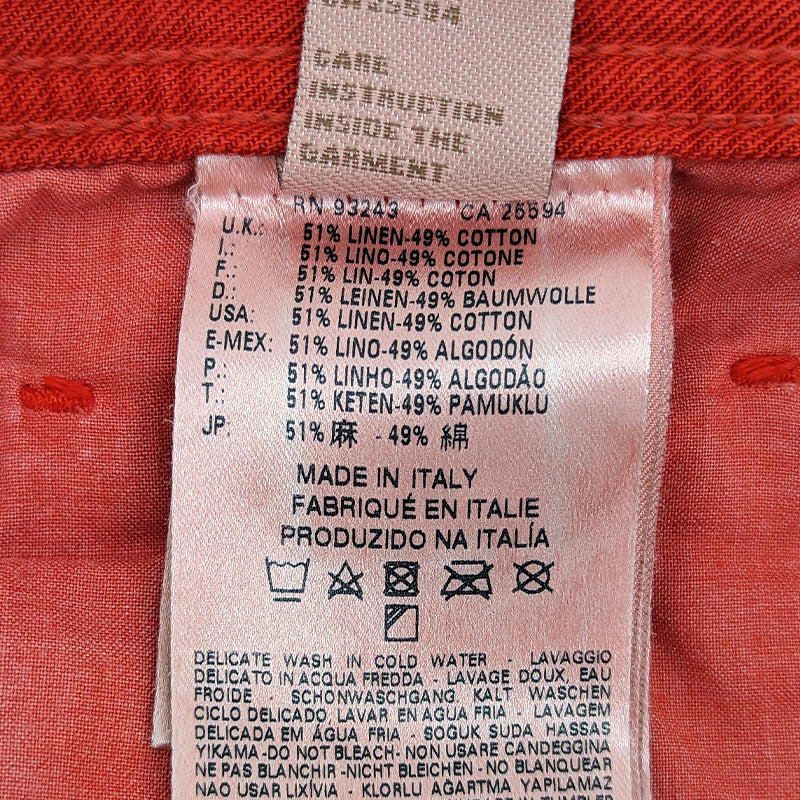 CA 25594
CARE
INSTRUCTION
INSIDE THE
GARMENT
RN 93243 CA 25594
U.K.: 51% LINEN-49% COTTON
I.: 51% LINO-49% COTONE
F.: 51% LIN-49% COTON
D.: 51% LEINEN-49% BAUMWOLLE
USA: 51% LINEN-49% COTTON
E-MEX: 51% LINO-49% ALGODÓN
P.: 51% LINHO-49% ALGODÃO
T.: 51% KETEN-49% PAMUKLU
JP: 51% 麻 - 49% 綿
MADE IN ITALY
FABRIQUÉ EN ITALIE
PRODUZIDO NA ITALÍA
DELICATE WASH IN COLD WATER - LAVAGGIO
DELICATO IN ACQUA FREDDA - LAVAGE DOUX, EAU
FROIDE - SCHONWASCHGANG, KALT WASCHEN
CICLO DELICADO, LAVAR EN AGUA FRIA - LAVAGEM
DELICADA EM ÁGUA FRIA - SOGUK SUDA HASSAS
YIKAMA-DO NOT BLEACH- NON USARE CANDEGGINA
NE PAS BLANCHIR -NICHT BLEICHEN - NO BLANQUEAR
NAO USAR LIXÍVIA - KLORLU AGARTMA YAPILAMAZ